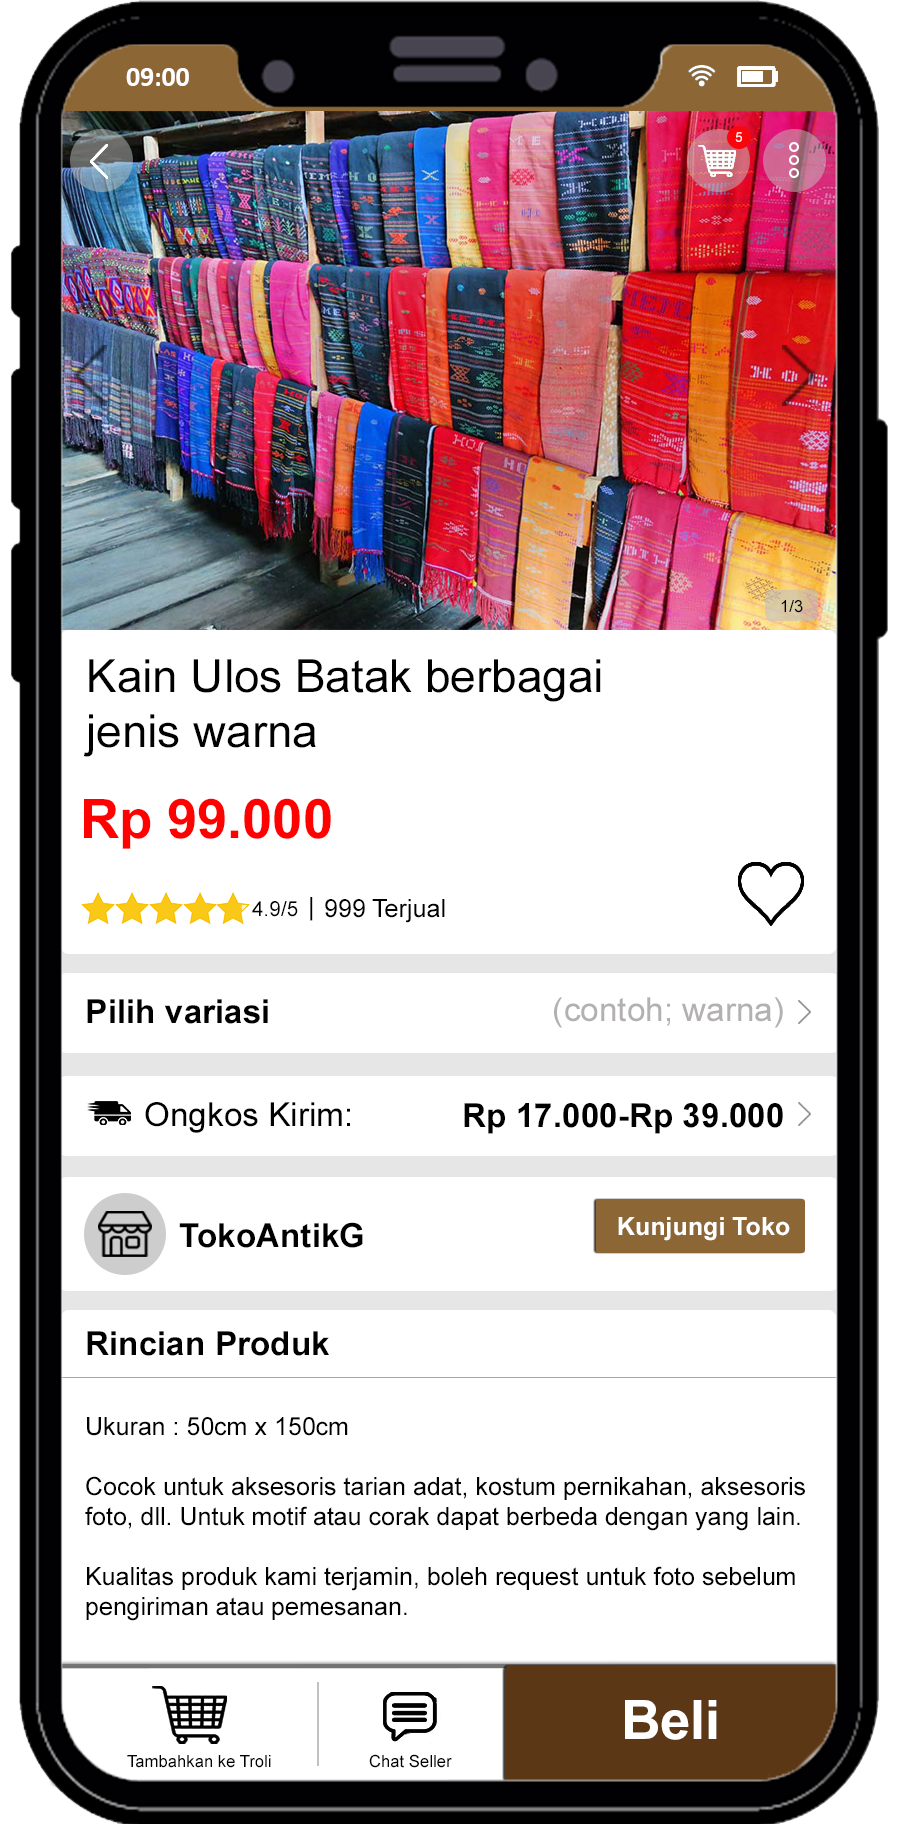 09:00
5
1/3
Kain Ulos Batak berbagai
jenis warna
Rp 99.000
4.9/5 | 999 Terjual
Pilih variasi (contoh; warna)
Ongkos Kirim: Rp 17.000-Rp 39.000
TokoAntikG Kunjungi Toko
Rincian Produk
Ukuran : 50cm x 150cm
Cocok untuk aksesoris tarian adat, kostum pernikahan, aksesoris
foto, dll. Untuk motif atau corak dapat berbeda dengan yang lain.
Kualitas produk kami terjamin, boleh request untuk foto sebelum
pengiriman atau pemesanan.
Tambahkan ke Troli Chat Seller Beli